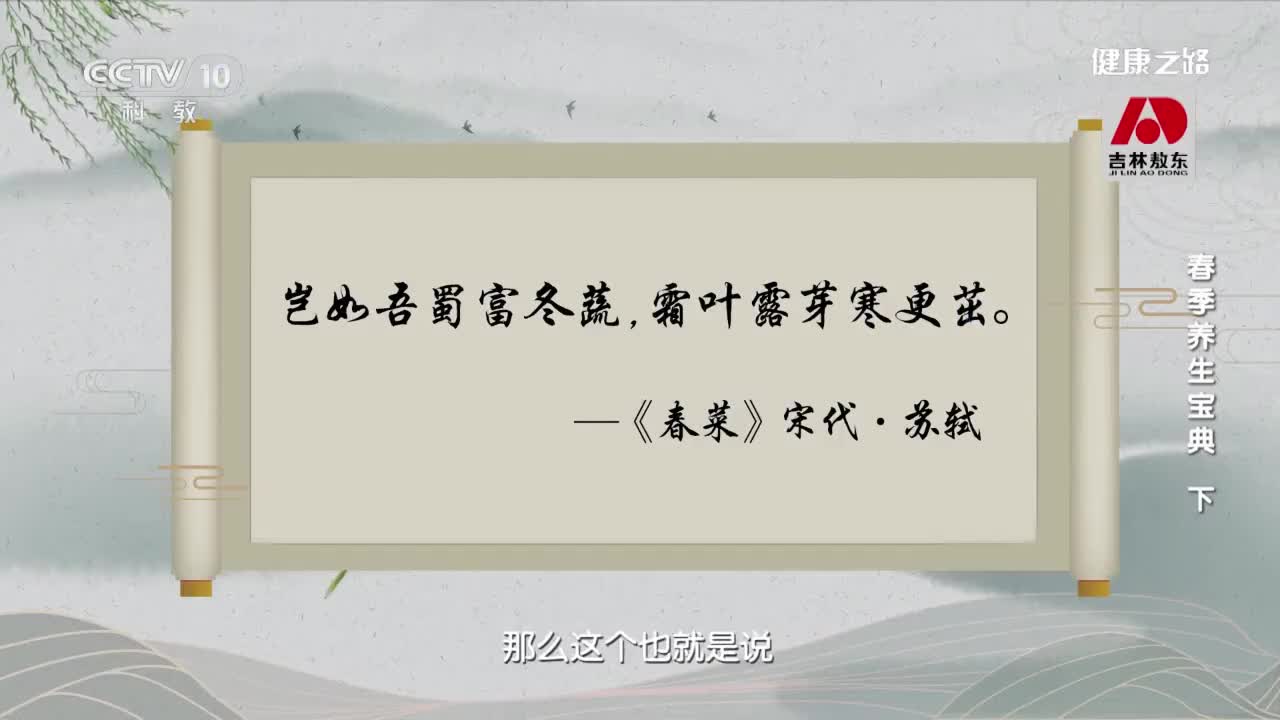 CCTV 10
科教
健康之路
吉林敖东
JI LIN AO DONG
岂如吾蜀富冬蔬,霜叶露芽寒更茁。
—《春菜》宋代·苏轼
春季养生宝典 下
那么这个也就是说